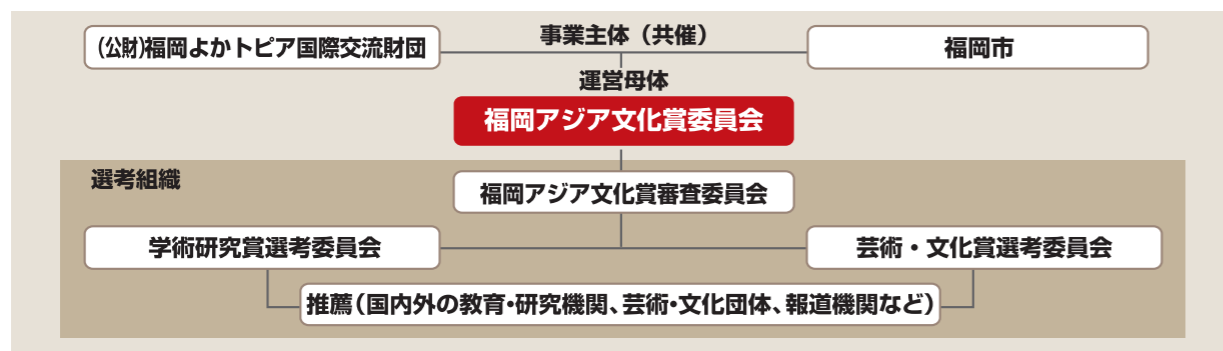 事業主体（共催）
(公財)福岡よかトピア国際交流財団
福岡市
運営母体
福岡アジア文化賞委員会
選考組織
福岡アジア文化賞審査委員会
学術研究賞選考委員会
芸術・文化賞選考委員会
推薦（国内外の教育・研究機関、芸術・文化団体、報道機関など）